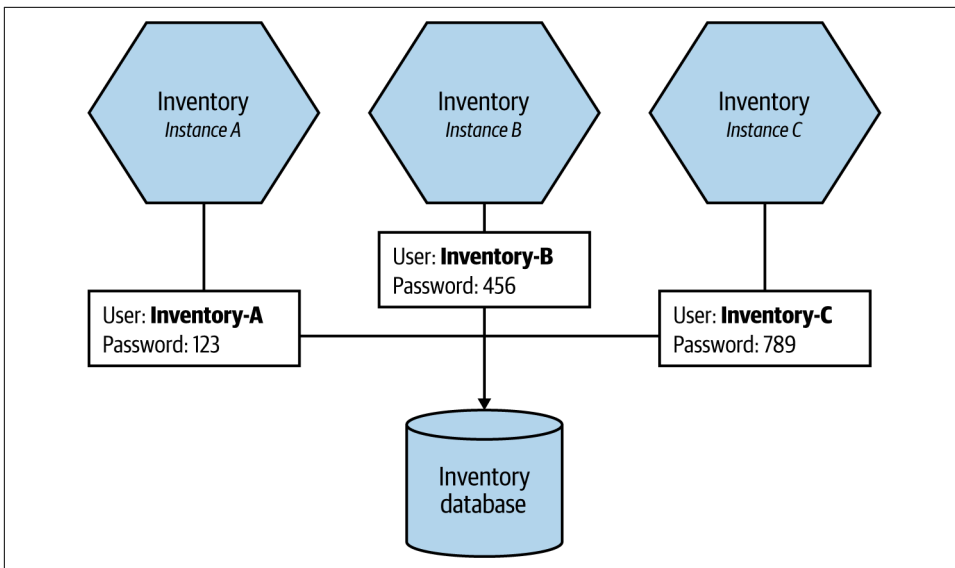 Inventory
Instance A
Inventory
Instance B
Inventory
Instance C
User: Inventory-B
Password: 456
User: Inventory-A
Password: 123
User: Inventory-C
Password: 789
Inventory
database